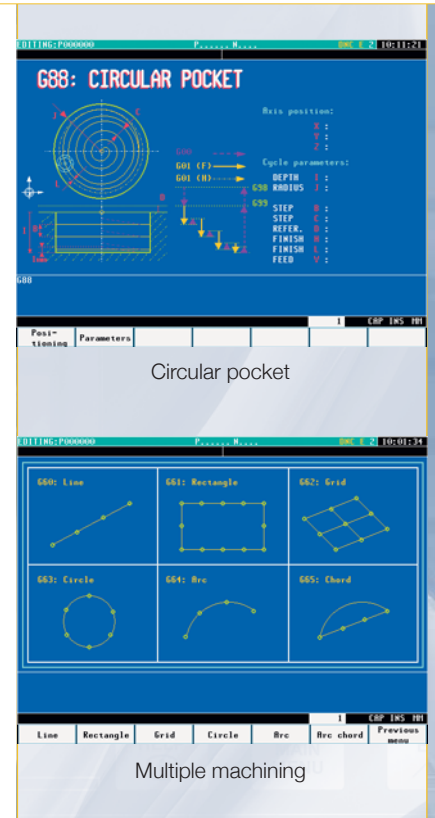 EDITING:P000000 P...... N.... DNC E 2 10:11:21
G88: CIRCULAR POCKET
J C
Axis position:
X :
Y :
Z :
G00
G01 (F)
G01 (H)
Cycle parameters:
DEPTH I :
G98 RADIUS J :
G99
STEP B :
STEP C :
REFER. D :
FINISH H :
FINISH L :
FEED V :
L
D
I
B
G88
1 CAP INS MM
Posi-
tioning
Parameters
Circular pocket
EDITING:P000000 P...... N.... DNC E 2 10:01:34
G60: Line G61: Rectangle G62: Grid
G63: Circle G64: Arc G65: Chord
1 CAP INS MM
Line Rectangle Grid Circle Arc Arc chord Previous
menu
Multiple machining